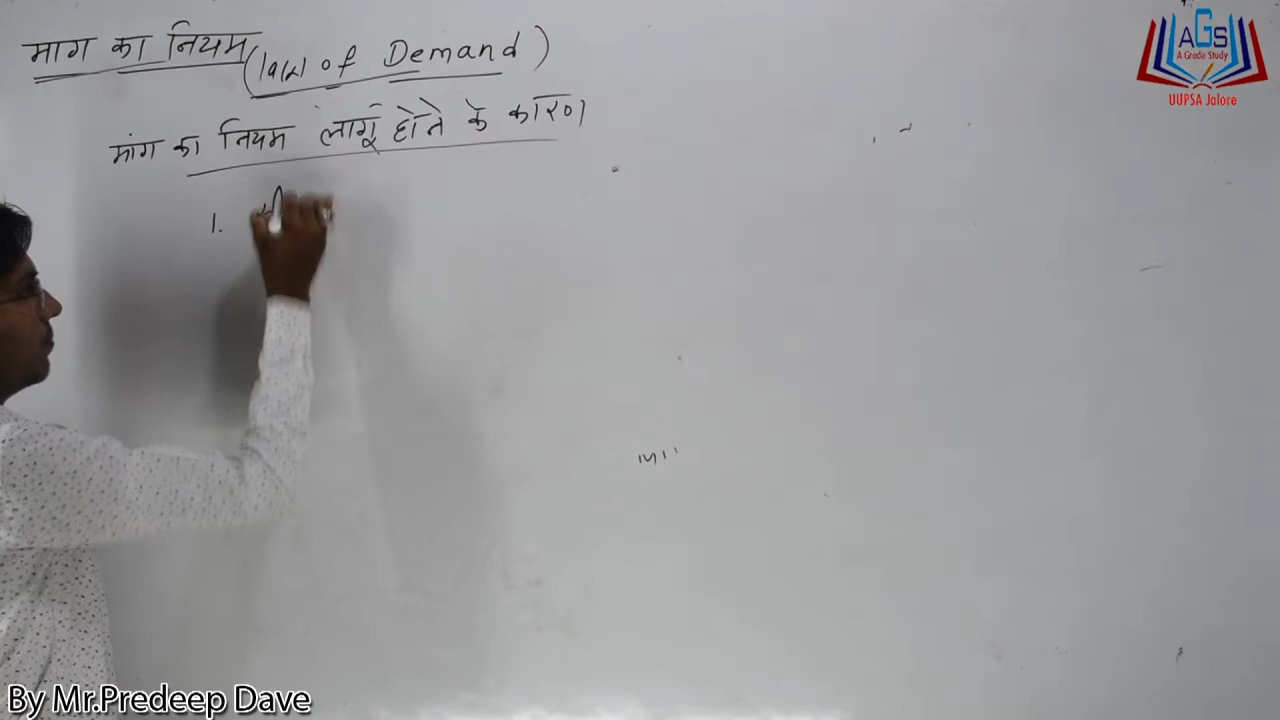 माग का नियम (law of Demand)
मांग का नियम लागू होने के कारण
1.
AGS
A Grade Study
UUPSA Jalore
By Mr.Predeep Dave